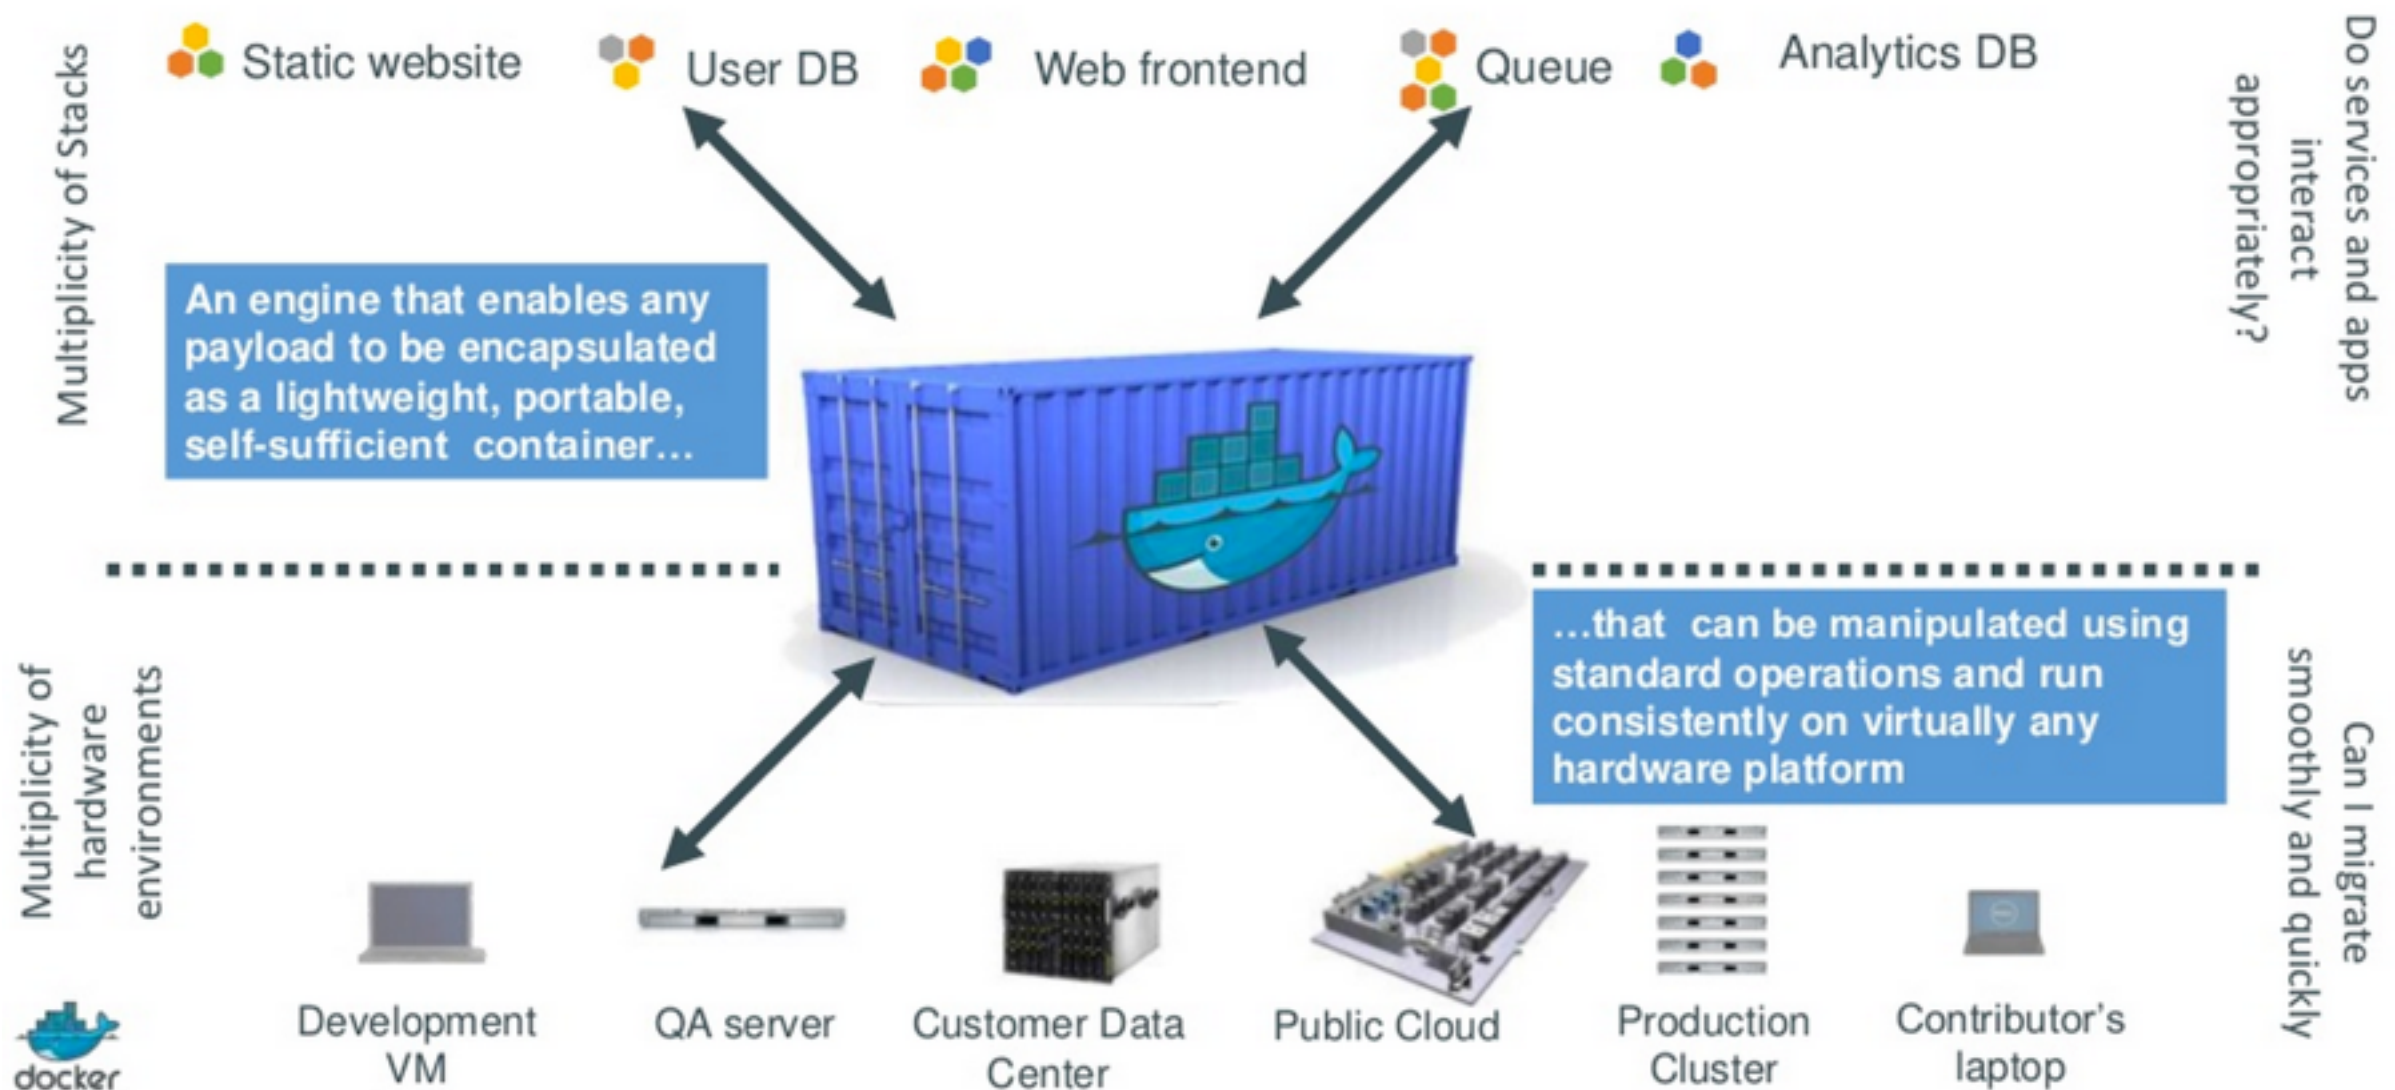 Static website
User DB
Web frontend
Queue
Analytics DB
Multiplicity of Stacks
Do services and apps
interact
appropriately?
An engine that enables any
payload to be encapsulated
as a lightweight, portable,
self-sufficient container…
…that can be manipulated using
standard operations and run
consistently on virtually any
hardware platform
Multiplicity of
hardware
environments
Can I migrate
smoothly and quickly
Development
VM
QA server
Customer Data
Center
Public Cloud
Production
Cluster
Contributor’s
laptop
docker